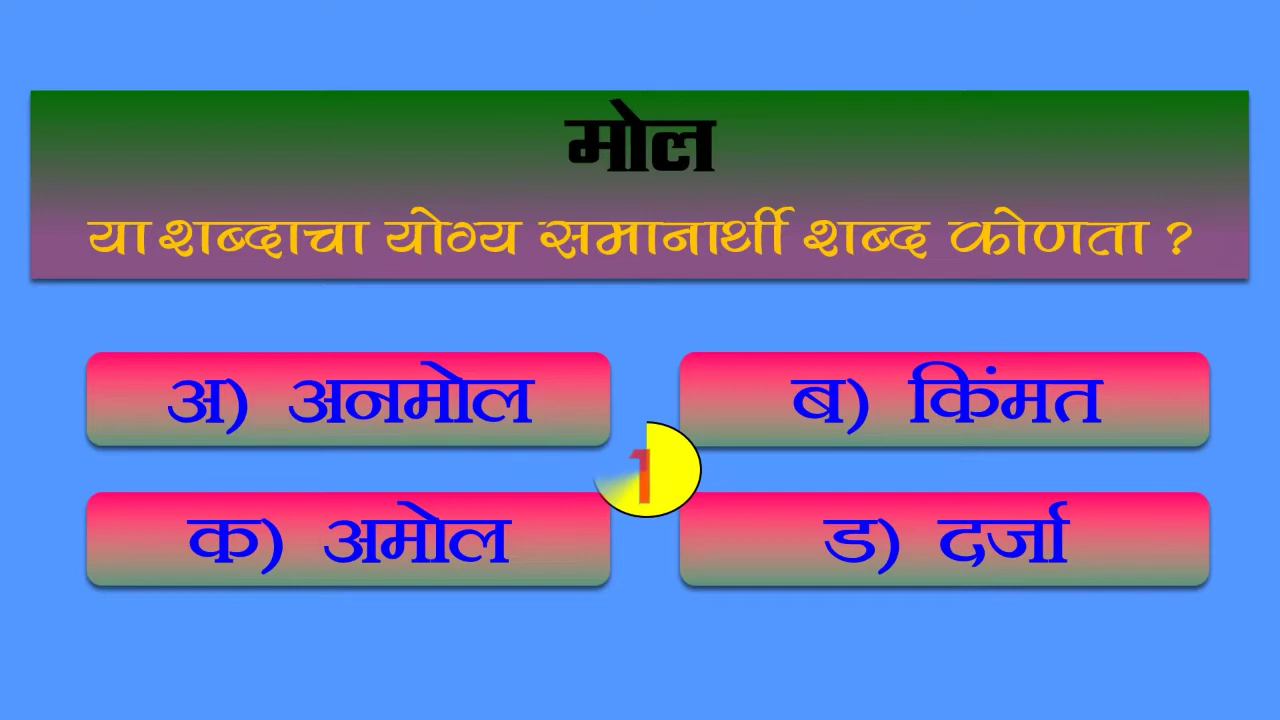 मोल
या शब्दाचा योग्य समानार्थी शब्द कोणता ?
अ) अनमोल
ब) किंमत
1
क) अमोल
ड) दर्जा